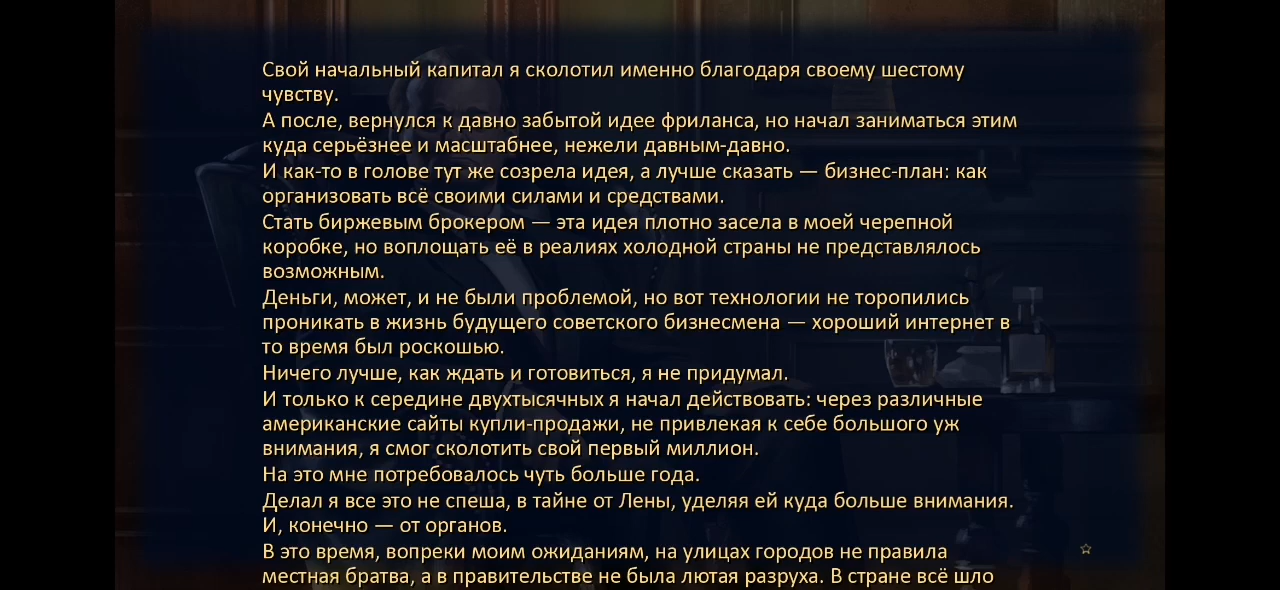 Свой начальный капитал я сколотил именно благодаря своему шестому
чувству.
А после, вернулся к давно забытой идее фриланса, но начал заниматься этим
куда серьёзнее и масштабнее, нежели давным-давно.
И как-то в голове тут же созрела идея, а лучше сказать — бизнес-план: как
организовать всё своими силами и средствами.
Стать биржевым брокером — эта идея плотно засела в моей черепной
коробке, но воплощать её в реалиях холодной страны не представлялось
возможным.
Деньги, может, и не были проблемой, но вот технологии не торопились
проникать в жизнь будущего советского бизнесмена — хороший интернет в
то время был роскошью.
Ничего лучше, как ждать и готовиться, я не придумал.
И только к середине двухтысячных я начал действовать: через различные
американские сайты купли-продажи, не привлекая к себе большого уж
внимания, я смог сколотить свой первый миллион.
На это мне потребовалось чуть больше года.
Делал я все это не спеша, в тайне от Лены, уделяя ей куда больше внимания.
И, конечно — от органов.
В это время, вопреки моим ожиданиям, на улицах городов не правила
местная братва, а в правительстве не была лютая разруха. В стране всё шло